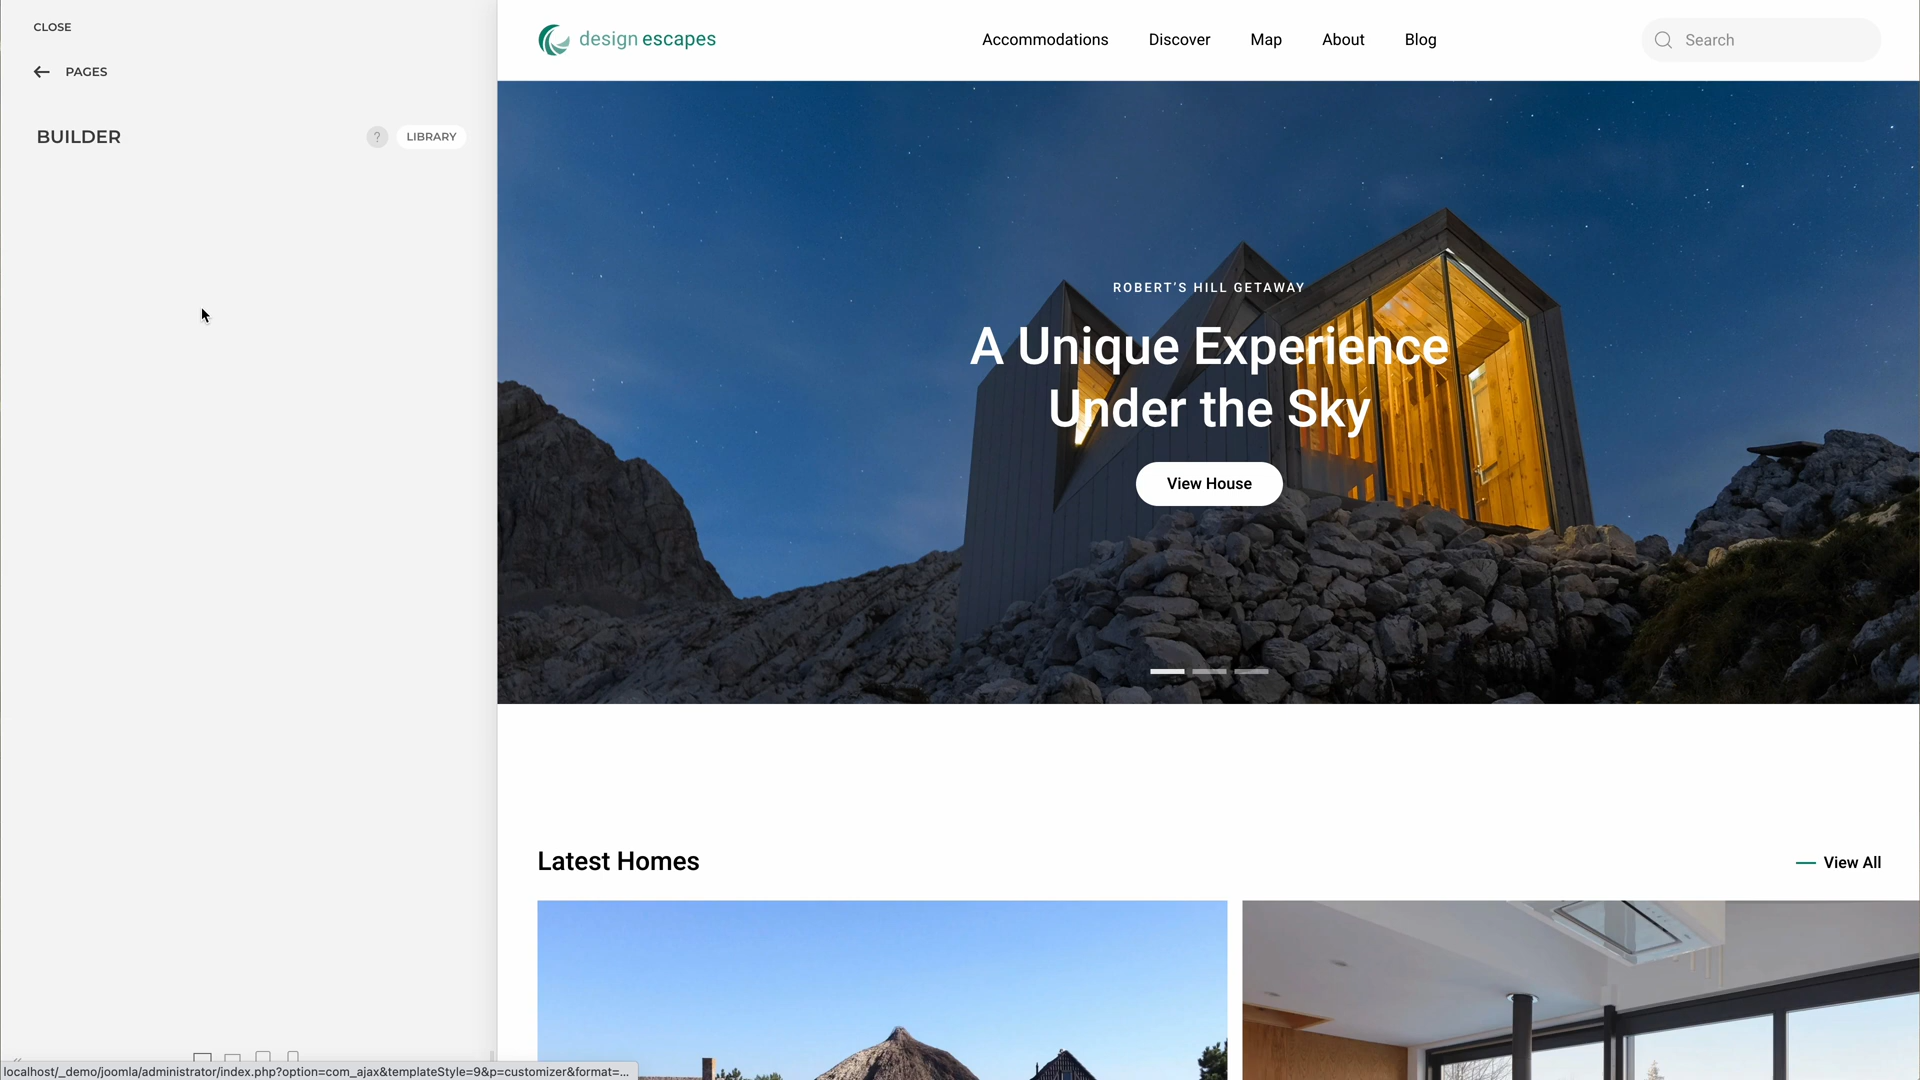 CLOSE
PAGES
BUILDER
?
LIBRARY
design escapes
Accommodations
Discover
Map
About
Blog
Search
ROBERT’S HILL GETAWAY
A Unique Experience
Under the Sky
View House
Latest Homes
View All
localhost/_demo/joomla/administrator/index.php?option=com_ajax&templateStyle=9&p=customizer&format=...